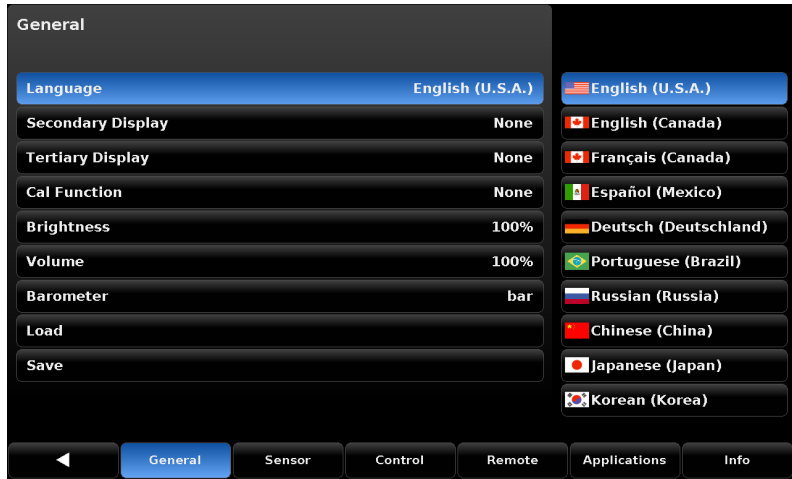 General
Language English (U.S.A.)
Secondary Display None
Tertiary Display None
Cal Function None
Brightness 100%
Volume 100%
Barometer bar
Load
Save
English (U.S.A.)
English (Canada)
Français (Canada)
Español (Mexico)
Deutsch (Deutschland)
Portuguese (Brazil)
Russian (Russia)
Chinese (China)
Japanese (Japan)
Korean (Korea)
General Sensor Control Remote Applications Info